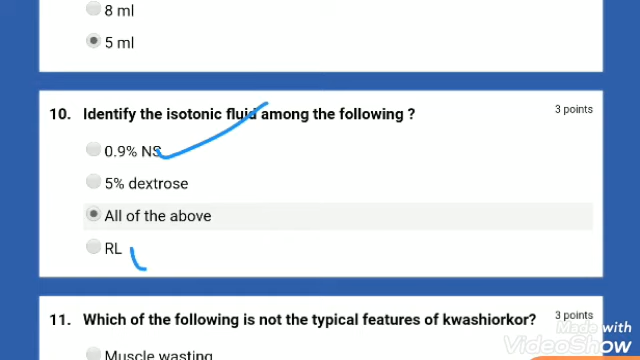 8 ml
5 ml
10. Identify the isotonic fluid among the following ?
3 points
0.9% NS
5% dextrose
All of the above
RL
11. Which of the following is not the typical features of kwashiorkor?
3 points
Muscle wasting
Made with
VideoShow